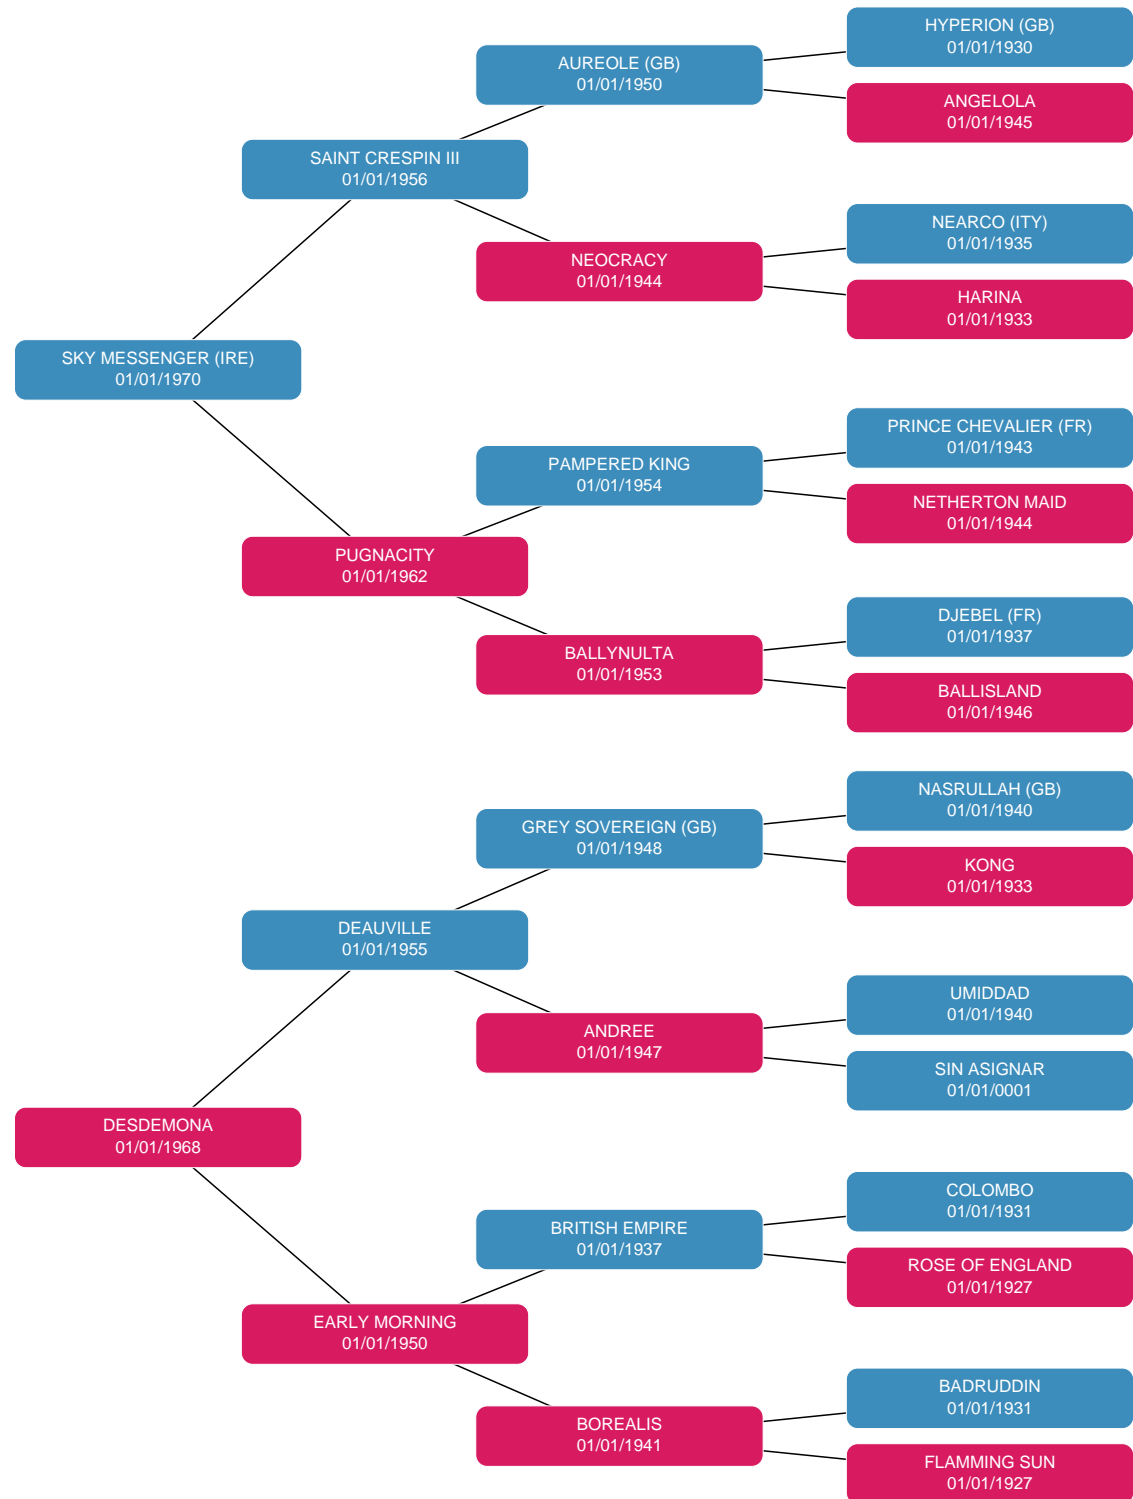 HYPERION (GB)
01/01/1930
AUREOLE (GB)
01/01/1950
ANGELOLA
01/01/1945
SAINT CRESPIN III
01/01/1956
NEARCO (ITY)
01/01/1935
NEOCRACY
01/01/1944
HARINA
01/01/1933
SKY MESSENGER (IRE)
01/01/1970
PRINCE CHEVALIER (FR)
01/01/1943
PAMPERED KING
01/01/1954
NETHERTON MAID
01/01/1944
PUGNACITY
01/01/1962
DJEBEL (FR)
01/01/1937
BALLYNULTA
01/01/1953
BALLISLAND
01/01/1946
NASRULLAH (GB)
01/01/1940
GREY SOVEREIGN (GB)
01/01/1948
KONG
01/01/1933
DEAUVILLE
01/01/1955
UMIDDAD
01/01/1940
ANDREE
01/01/1947
SIN ASIGNAR
01/01/0001
DESDEMONA
01/01/1968
COLOMBO
01/01/1931
BRITISH EMPIRE
01/01/1937
ROSE OF ENGLAND
01/01/1927
EARLY MORNING
01/01/1950
BADRUDDIN
01/01/1931
BOREALIS
01/01/1941
FLAMMING SUN
01/01/1927